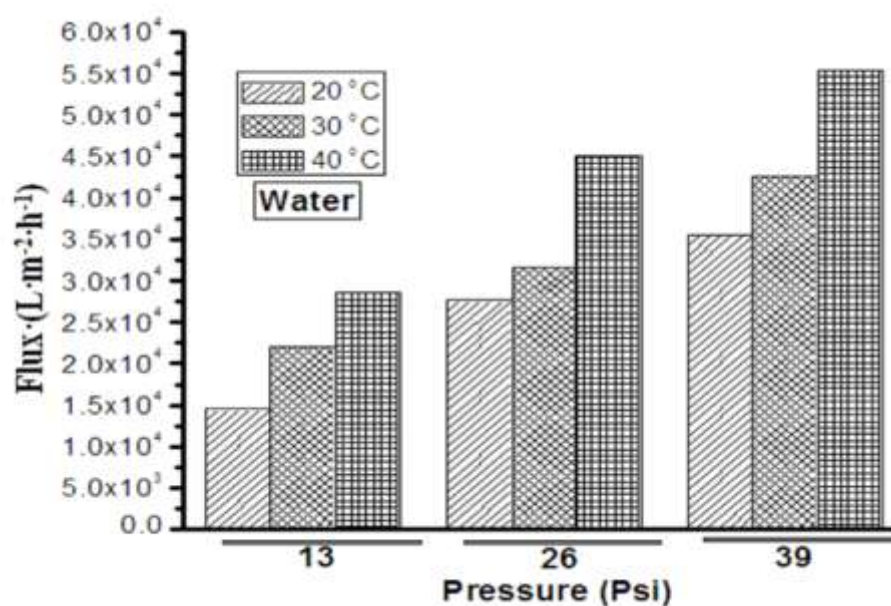 6.0x10⁴
5.5x10⁴
5.0x10⁴
4.5x10⁴
4.0x10⁴
3.5x10⁴
3.0x10⁴
2.5x10⁴
2.0x10⁴
1.5x10⁴
1.0x10⁴
5.0x10³
0.0
Flux·(L·m⁻²·h⁻¹)
20 °C
30 °C
40 °C
Water
13 26 39
Pressure (Psi)